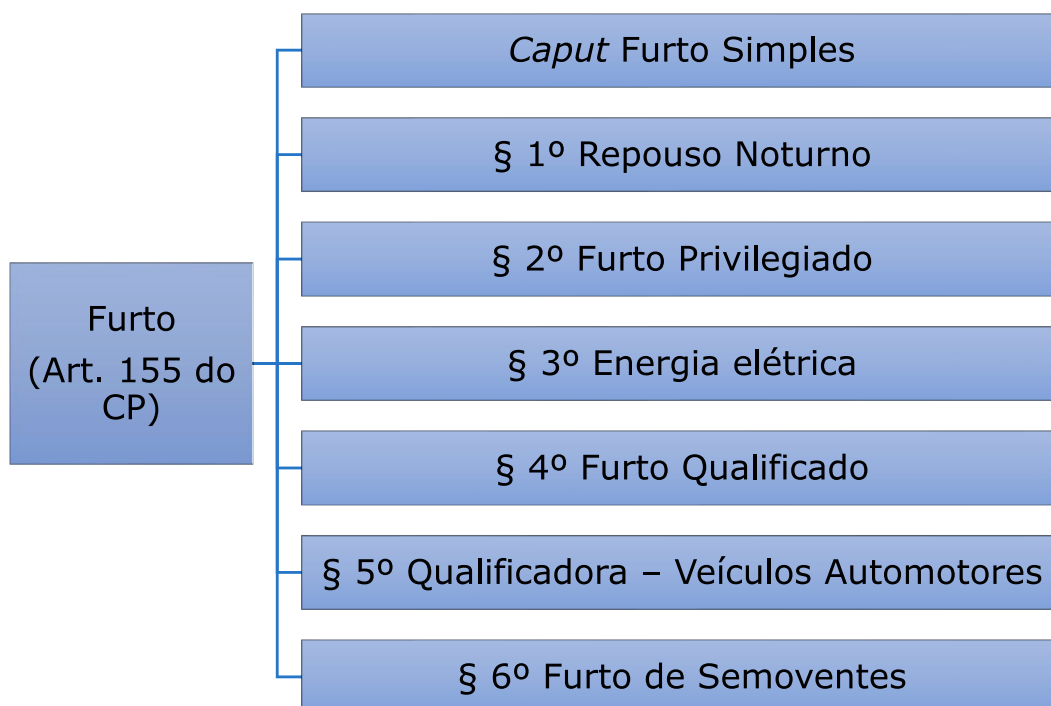 Furto
(Art. 155 do
CP)
Caput Furto Simples
§ 1º Repouso Noturno
§ 2º Furto Privilegiado
§ 3º Energia elétrica
§ 4º Furto Qualificado
§ 5º Qualificadora – Veículos Automotores
§ 6º Furto de Semoventes